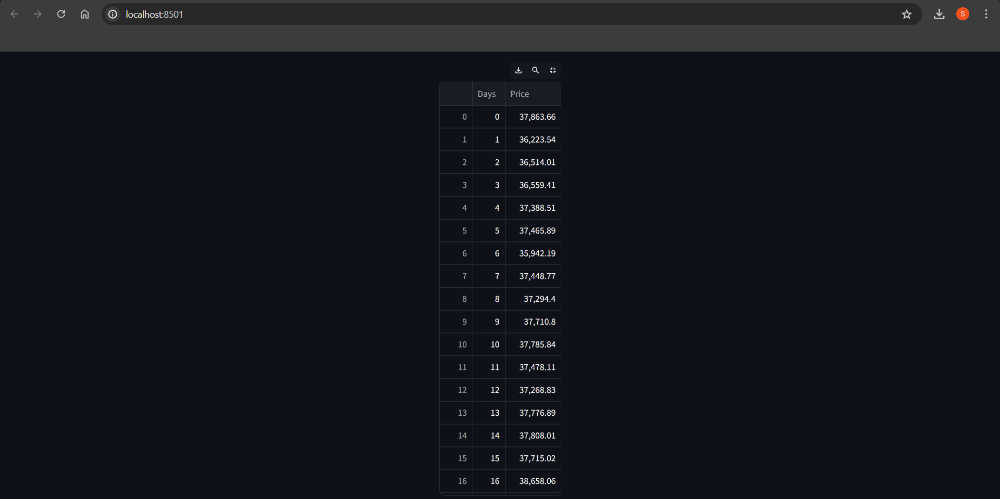 localhost:8501
S
Days Price
0 0 37,863.66
1 1 36,223.54
2 2 36,514.01
3 3 36,559.41
4 4 37,388.51
5 5 37,465.89
6 6 35,942.19
7 7 37,448.77
8 8 37,294.4
9 9 37,710.8
10 10 37,785.84
11 11 37,478.11
12 12 37,268.83
13 13 37,776.89
14 14 37,808.01
15 15 37,715.02
16 16 38,658.06